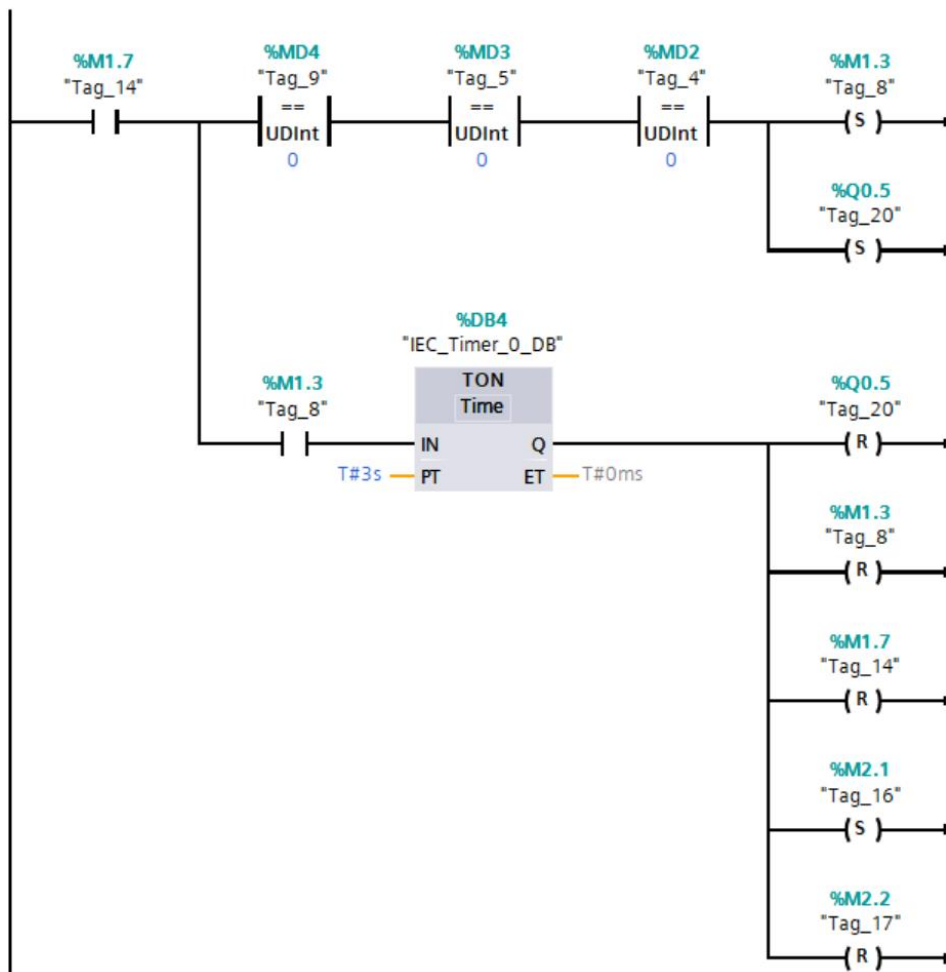 %M1.7
"Tag_14"
%MD4
"Tag_9"
==
UDInt
0
%MD3
"Tag_5"
==
UDInt
0
%MD2
"Tag_4"
==
UDInt
0
%M1.3
"Tag_8"
S
%Q0.5
"Tag_20"
S
%M1.3
"Tag_8"
%DB4
"IEC_Timer_0_DB"
TON
Time
IN Q
T#3s PT ET T#0ms
%Q0.5
"Tag_20"
R
%M1.3
"Tag_8"
R
%M1.7
"Tag_14"
R
%M2.1
"Tag_16"
S
%M2.2
"Tag_17"
R